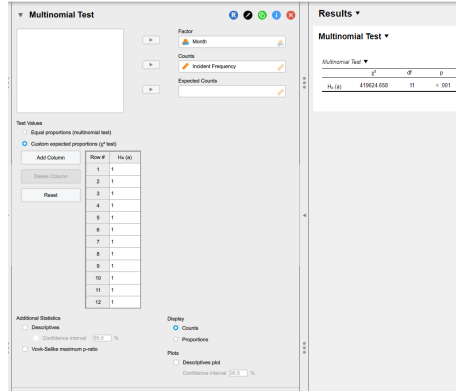 Multinomial Test
R
i
Factor
Month
Counts
Incident Frequency
Expected Counts
Test Values
Equal proportions (multinomial test)
Custom expected proportions (χ² test)
Add Column
Delete Column
Reset
Row # H₀ (a)
1 1
2 1
3 1
4 1
5 1
6 1
7 1
8 1
9 1
10 1
11 1
12 1
Additional Statistics
Descriptives
Confidence interval 95.0 %
Vovk-Sellke maximum p-ratio
Display
Counts
Proportions
Plots
Descriptives plot
Confidence interval 95.0 %
Results
Multinomial Test
Multinomial Test
χ² df p
H₀ (a) 419624.658 11 < .001